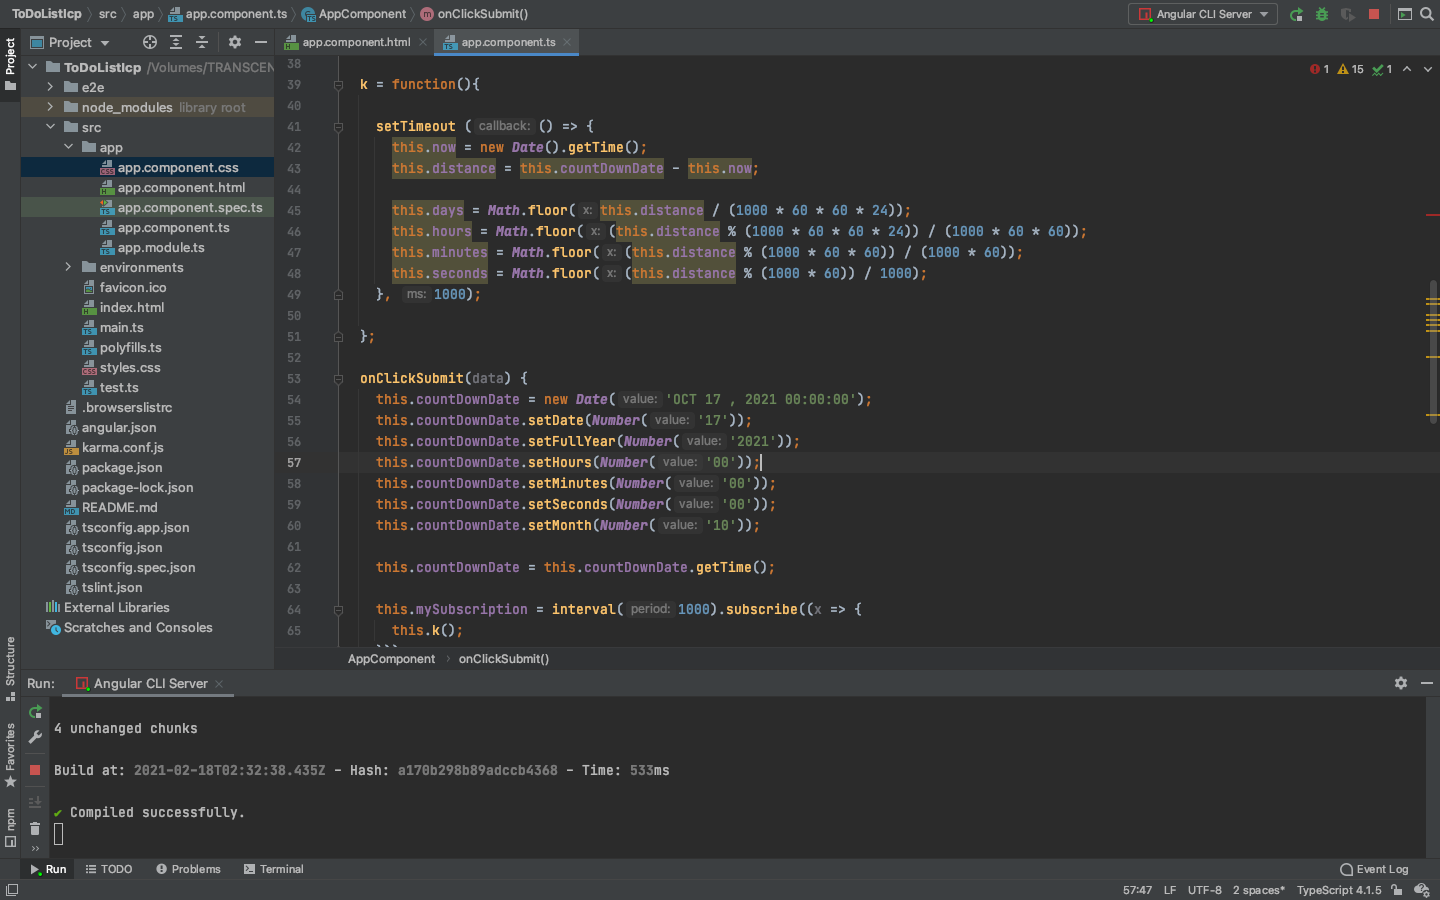 ToDoListIcp
src
app
app.component.ts
AppComponent
onClickSubmit()
Angular CLI Server
Project
Project
app.component.html
app.component.ts
1
15
1
ToDoListIcp /Volumes/TRANSCEN
e2e
node_modules library root
src
app
app.component.css
app.component.html
app.component.spec.ts
app.component.ts
app.module.ts
environments
favicon.ico
index.html
main.ts
polyfills.ts
styles.css
test.ts
.browserslistrc
angular.json
karma.conf.js
package.json
package-lock.json
README.md
tsconfig.app.json
tsconfig.json
tsconfig.spec.json
tslint.json
External Libraries
Scratches and Consoles
38
39 k = function(){
40
41 setTimeout ( callback: () => {
42 this.now = new Date().getTime();
43 this.distance = this.countDownDate - this.now;
44
45 this.days = Math.floor( x: this.distance / (1000 * 60 * 60 * 24));
46 this.hours = Math.floor( x: (this.distance % (1000 * 60 * 60 * 24)) / (1000 * 60 * 60));
47 this.minutes = Math.floor( x: (this.distance % (1000 * 60 * 60)) / (1000 * 60));
48 this.seconds = Math.floor( x: (this.distance % (1000 * 60)) / 1000);
49 }, ms: 1000);
50
51 };
52
53 onClickSubmit(data) {
54 this.countDownDate = new Date( value: 'OCT 17 , 2021 00:00:00');
55 this.countDownDate.setDate(Number( value: '17'));
56 this.countDownDate.setFullYear(Number( value: '2021'));
57 this.countDownDate.setHours(Number( value: '00'));
58 this.countDownDate.setMinutes(Number( value: '00'));
59 this.countDownDate.setSeconds(Number( value: '00'));
60 this.countDownDate.setMonth(Number( value: '10'));
61
62 this.countDownDate = this.countDownDate.getTime();
63
64 this.mySubscription = interval( period: 1000).subscribe((x => {
65 this.k();
AppComponent
onClickSubmit()
Structure
Favorites
npm
Run:
Angular CLI Server
4 unchanged chunks
Build at: 2021-02-18T02:32:38.435Z - Hash: a170b298b89adccb4368 - Time: 533ms
✔ Compiled successfully.
Run
TODO
Problems
Terminal
Event Log
57:47 LF UTF-8 2 spaces* TypeScript 4.1.5